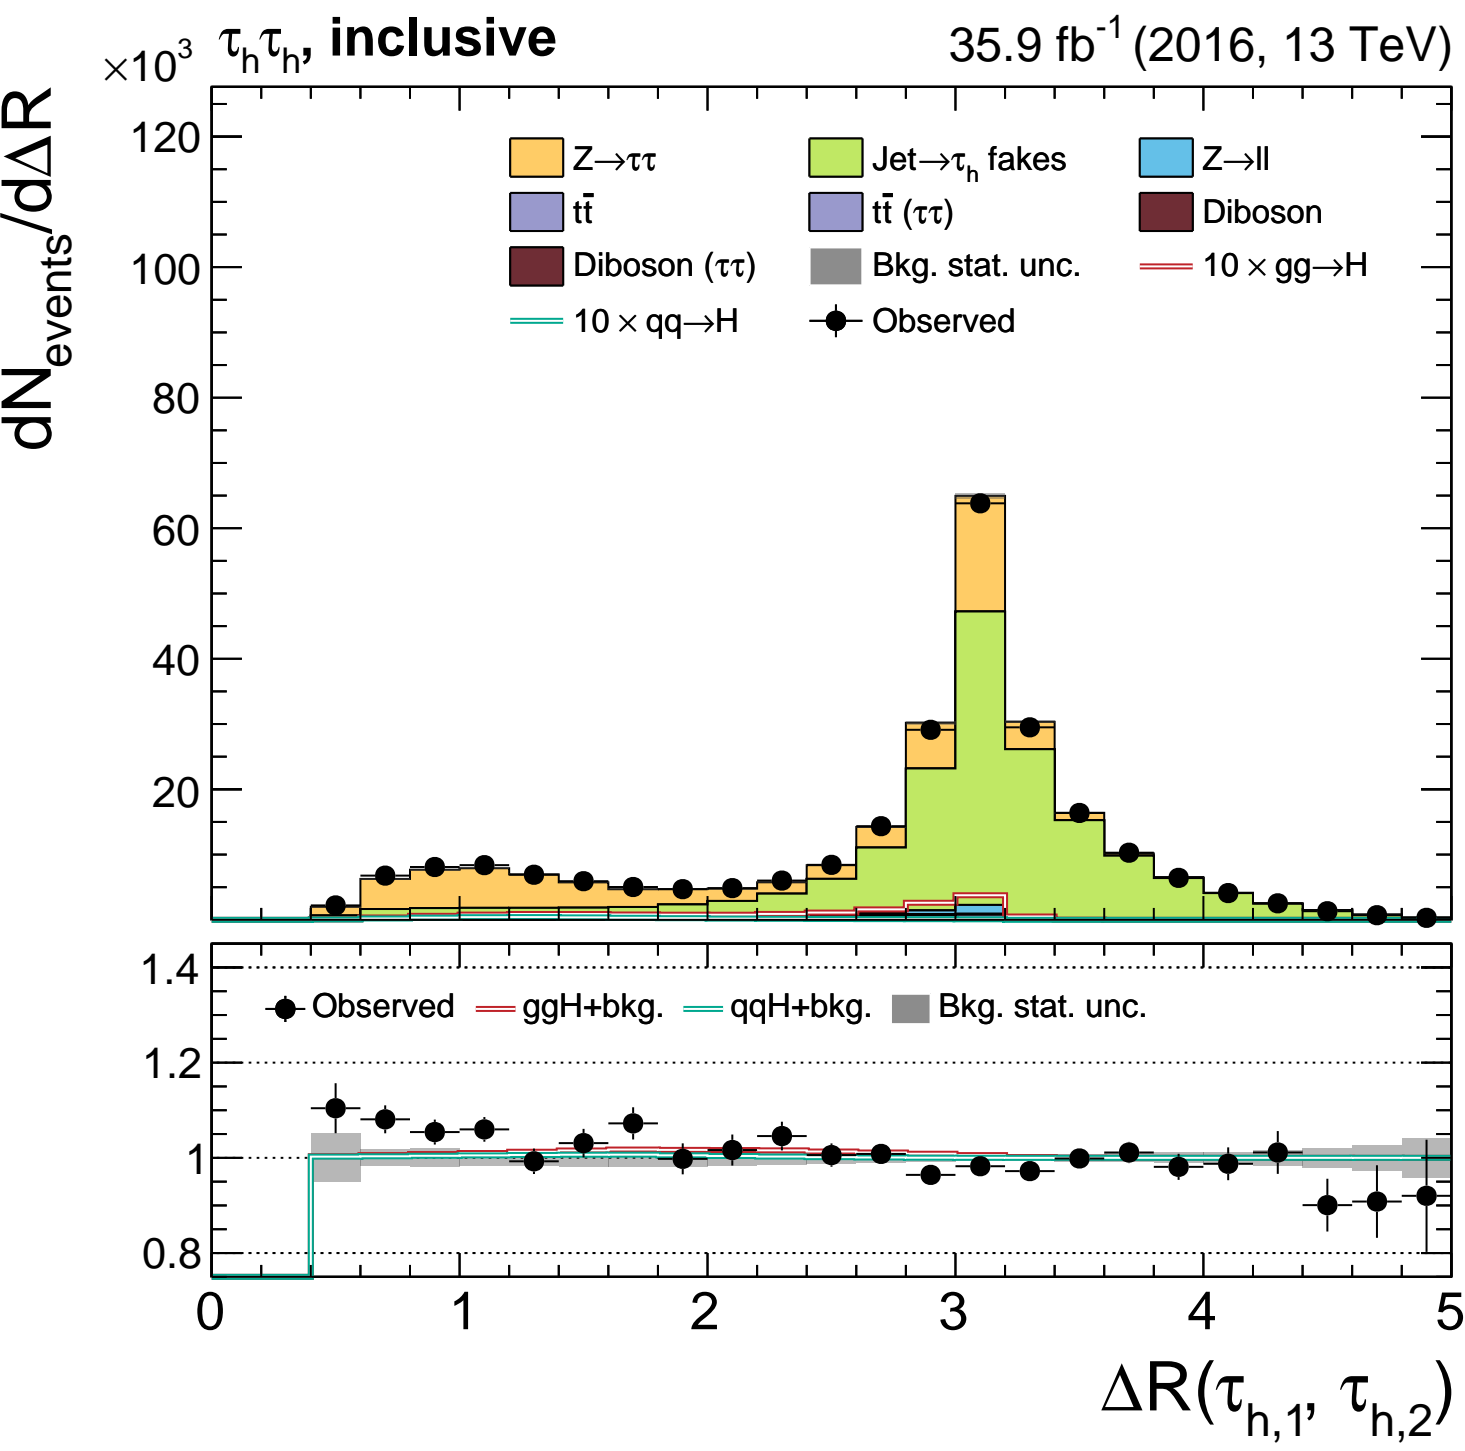 ×10³ τhτh, inclusive 35.9 fb⁻¹ (2016, 13 TeV)
dNevents/dΔR
120
100
80
60
40
20
Z→ττ Jet→τh fakes Z→ll
tt̄ tt̄ (ττ) Diboson
Diboson (ττ) Bkg. stat. unc. 10 × gg→H
10 × qq→H Observed
1.4
1.2
1
0.8
Observed ggH+bkg. qqH+bkg. Bkg. stat. unc.
0 1 2 3 4 5
ΔR(τh,1, τh,2)